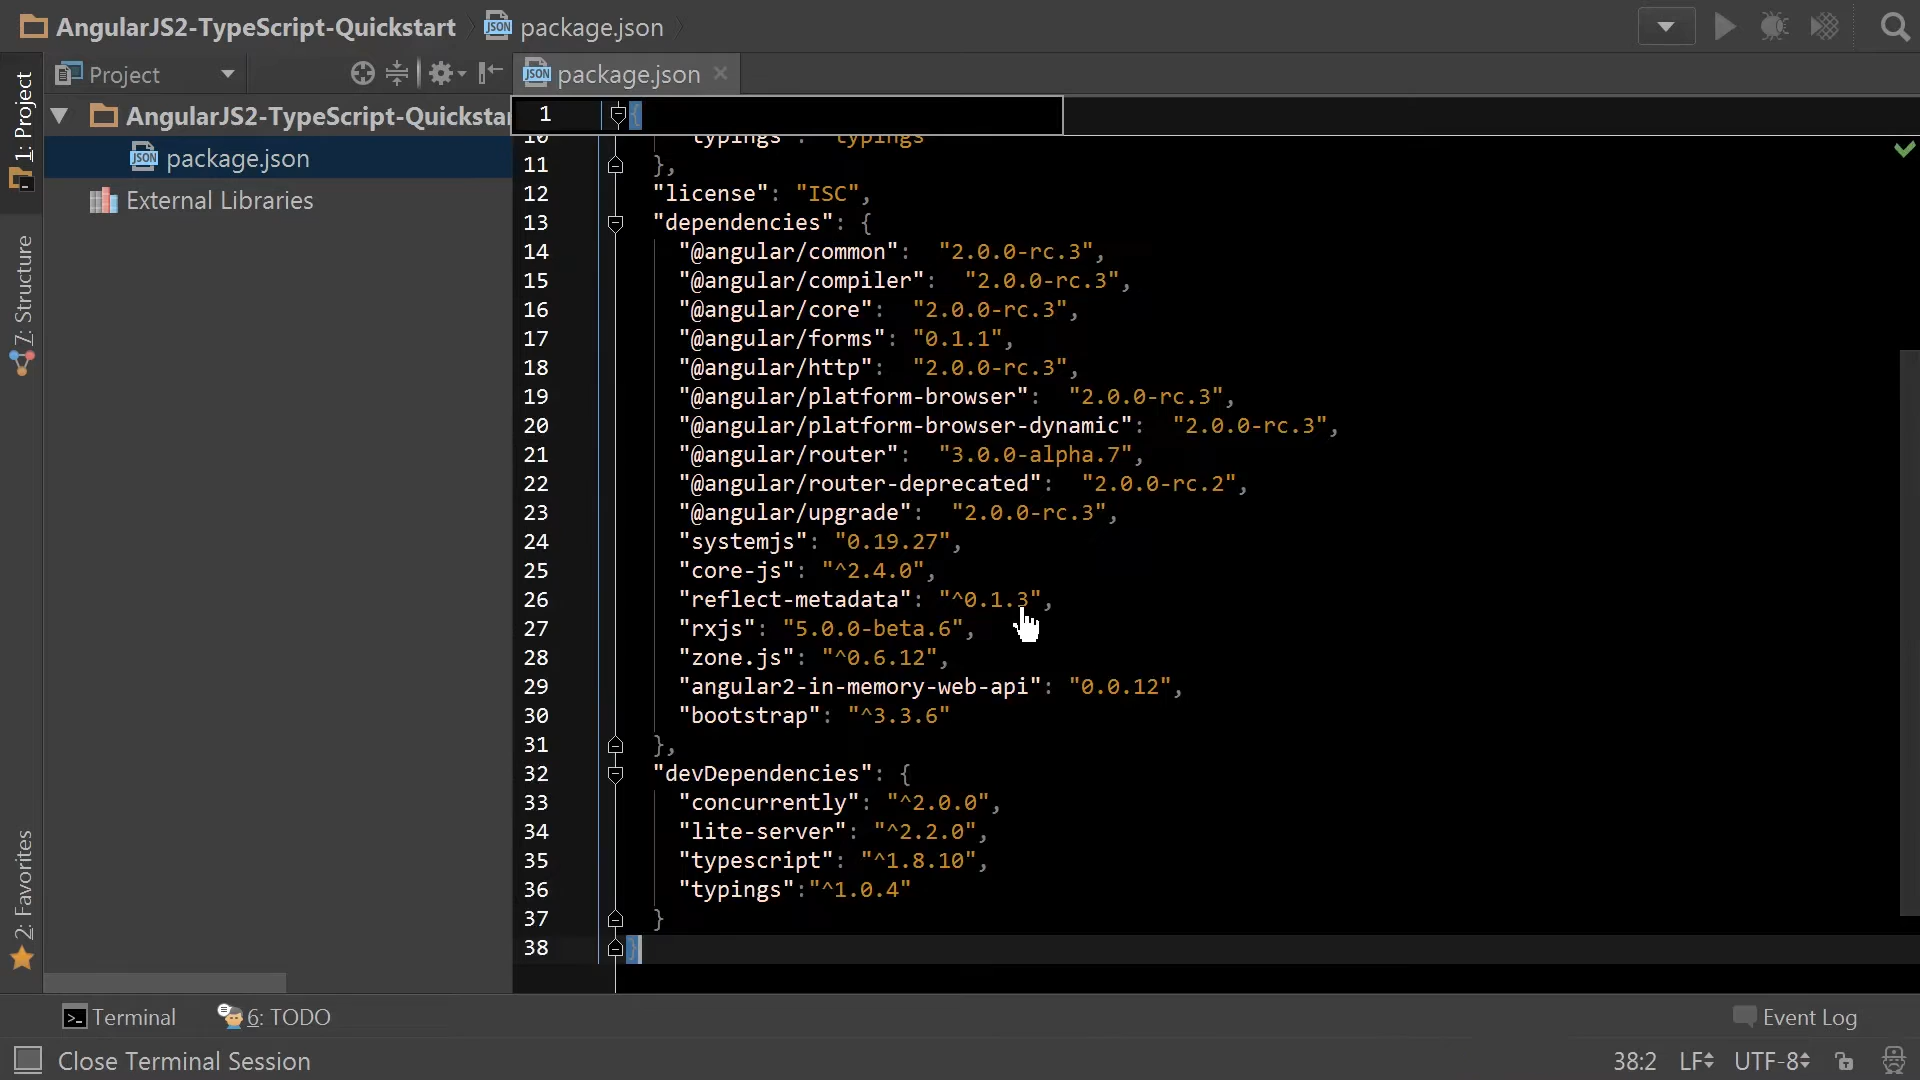 AngularJS2-TypeScript-Quickstart
package.json
1: Project
Project
package.json
AngularJS2-TypeScript-Quickstar
package.json
External Libraries
7: Structure
2: Favorites
1 {
10 "typings": "typings
11 },
12 "license": "ISC",
13 "dependencies": {
14 "@angular/common":  "2.0.0-rc.3",
15 "@angular/compiler":  "2.0.0-rc.3",
16 "@angular/core":  "2.0.0-rc.3",
17 "@angular/forms": "0.1.1",
18 "@angular/http":  "2.0.0-rc.3",
19 "@angular/platform-browser":  "2.0.0-rc.3",
20 "@angular/platform-browser-dynamic":  "2.0.0-rc.3",
21 "@angular/router":  "3.0.0-alpha.7",
22 "@angular/router-deprecated":  "2.0.0-rc.2",
23 "@angular/upgrade":  "2.0.0-rc.3",
24 "systemjs": "0.19.27",
25 "core-js": "^2.4.0",
26 "reflect-metadata": "^0.1.3",
27 "rxjs": "5.0.0-beta.6",
28 "zone.js": "^0.6.12",
29 "angular2-in-memory-web-api": "0.0.12",
30 "bootstrap": "^3.3.6"
31 },
32 "devDependencies": {
33 "concurrently": "^2.0.0",
34 "lite-server": "^2.2.0",
35 "typescript": "^1.8.10",
36 "typings":"^1.0.4"
37 }
38 }
Terminal
6: TODO
Event Log
Close Terminal Session
38:2
LF
UTF-8